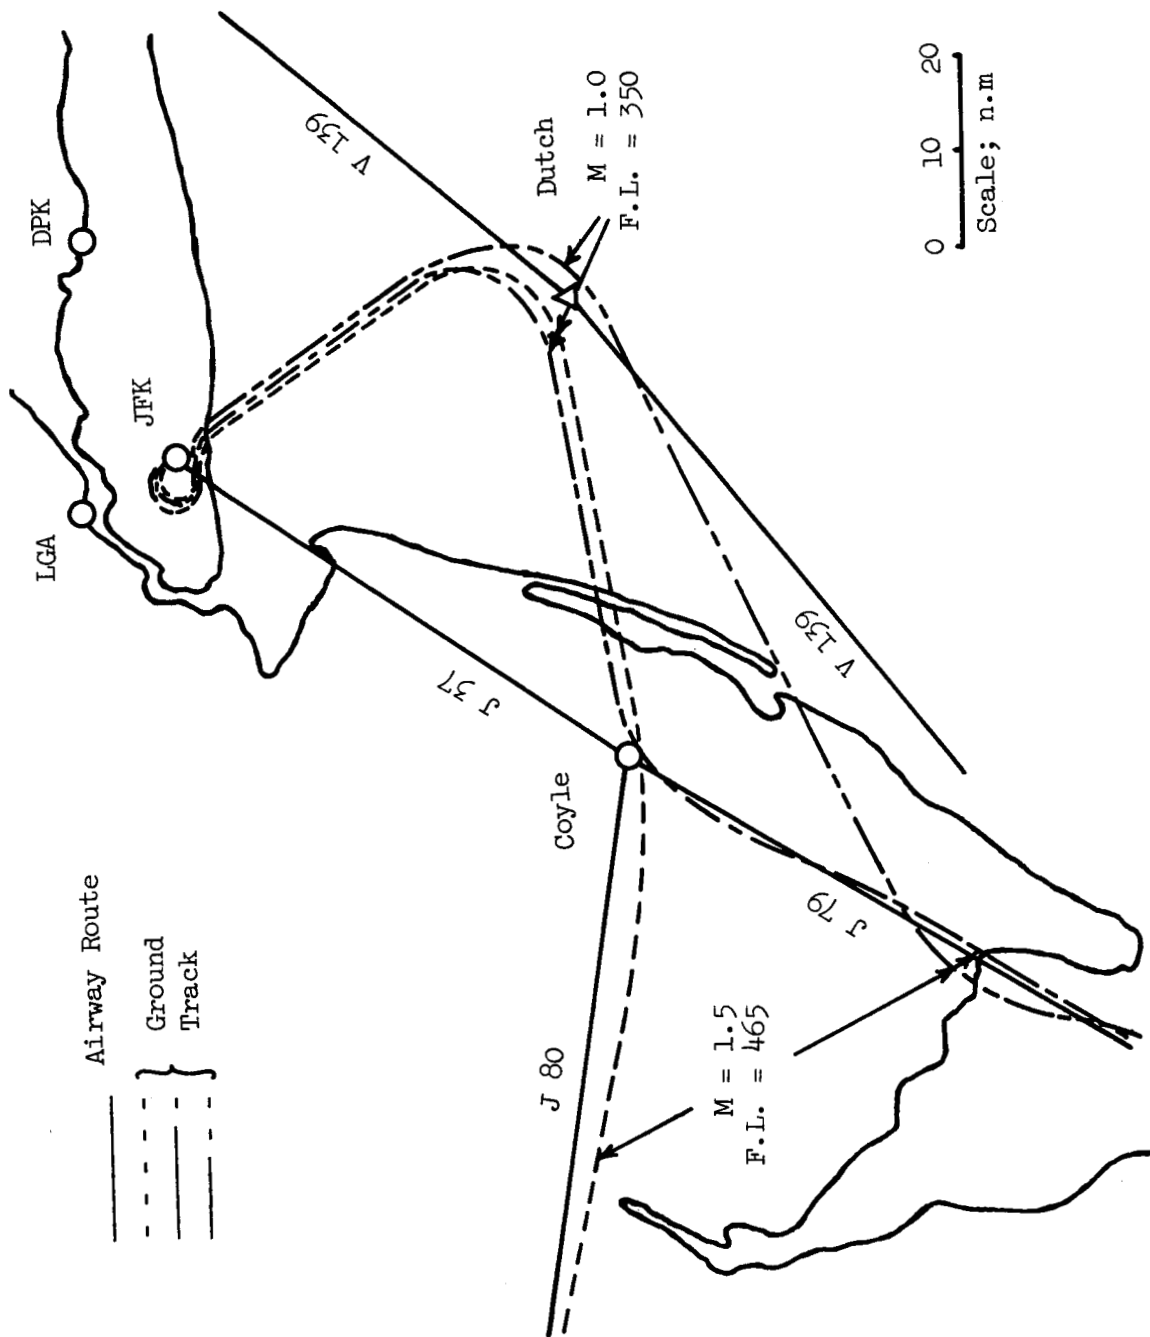 Airway Route
Ground
Track
LGA
JFK
DPK
V 139
J 37
Dutch
M = 1.0
F.L. = 350
Coyle
J 80
J 79
V 139
M = 1.5
F.L. = 465
0 10 20
Scale; n.m